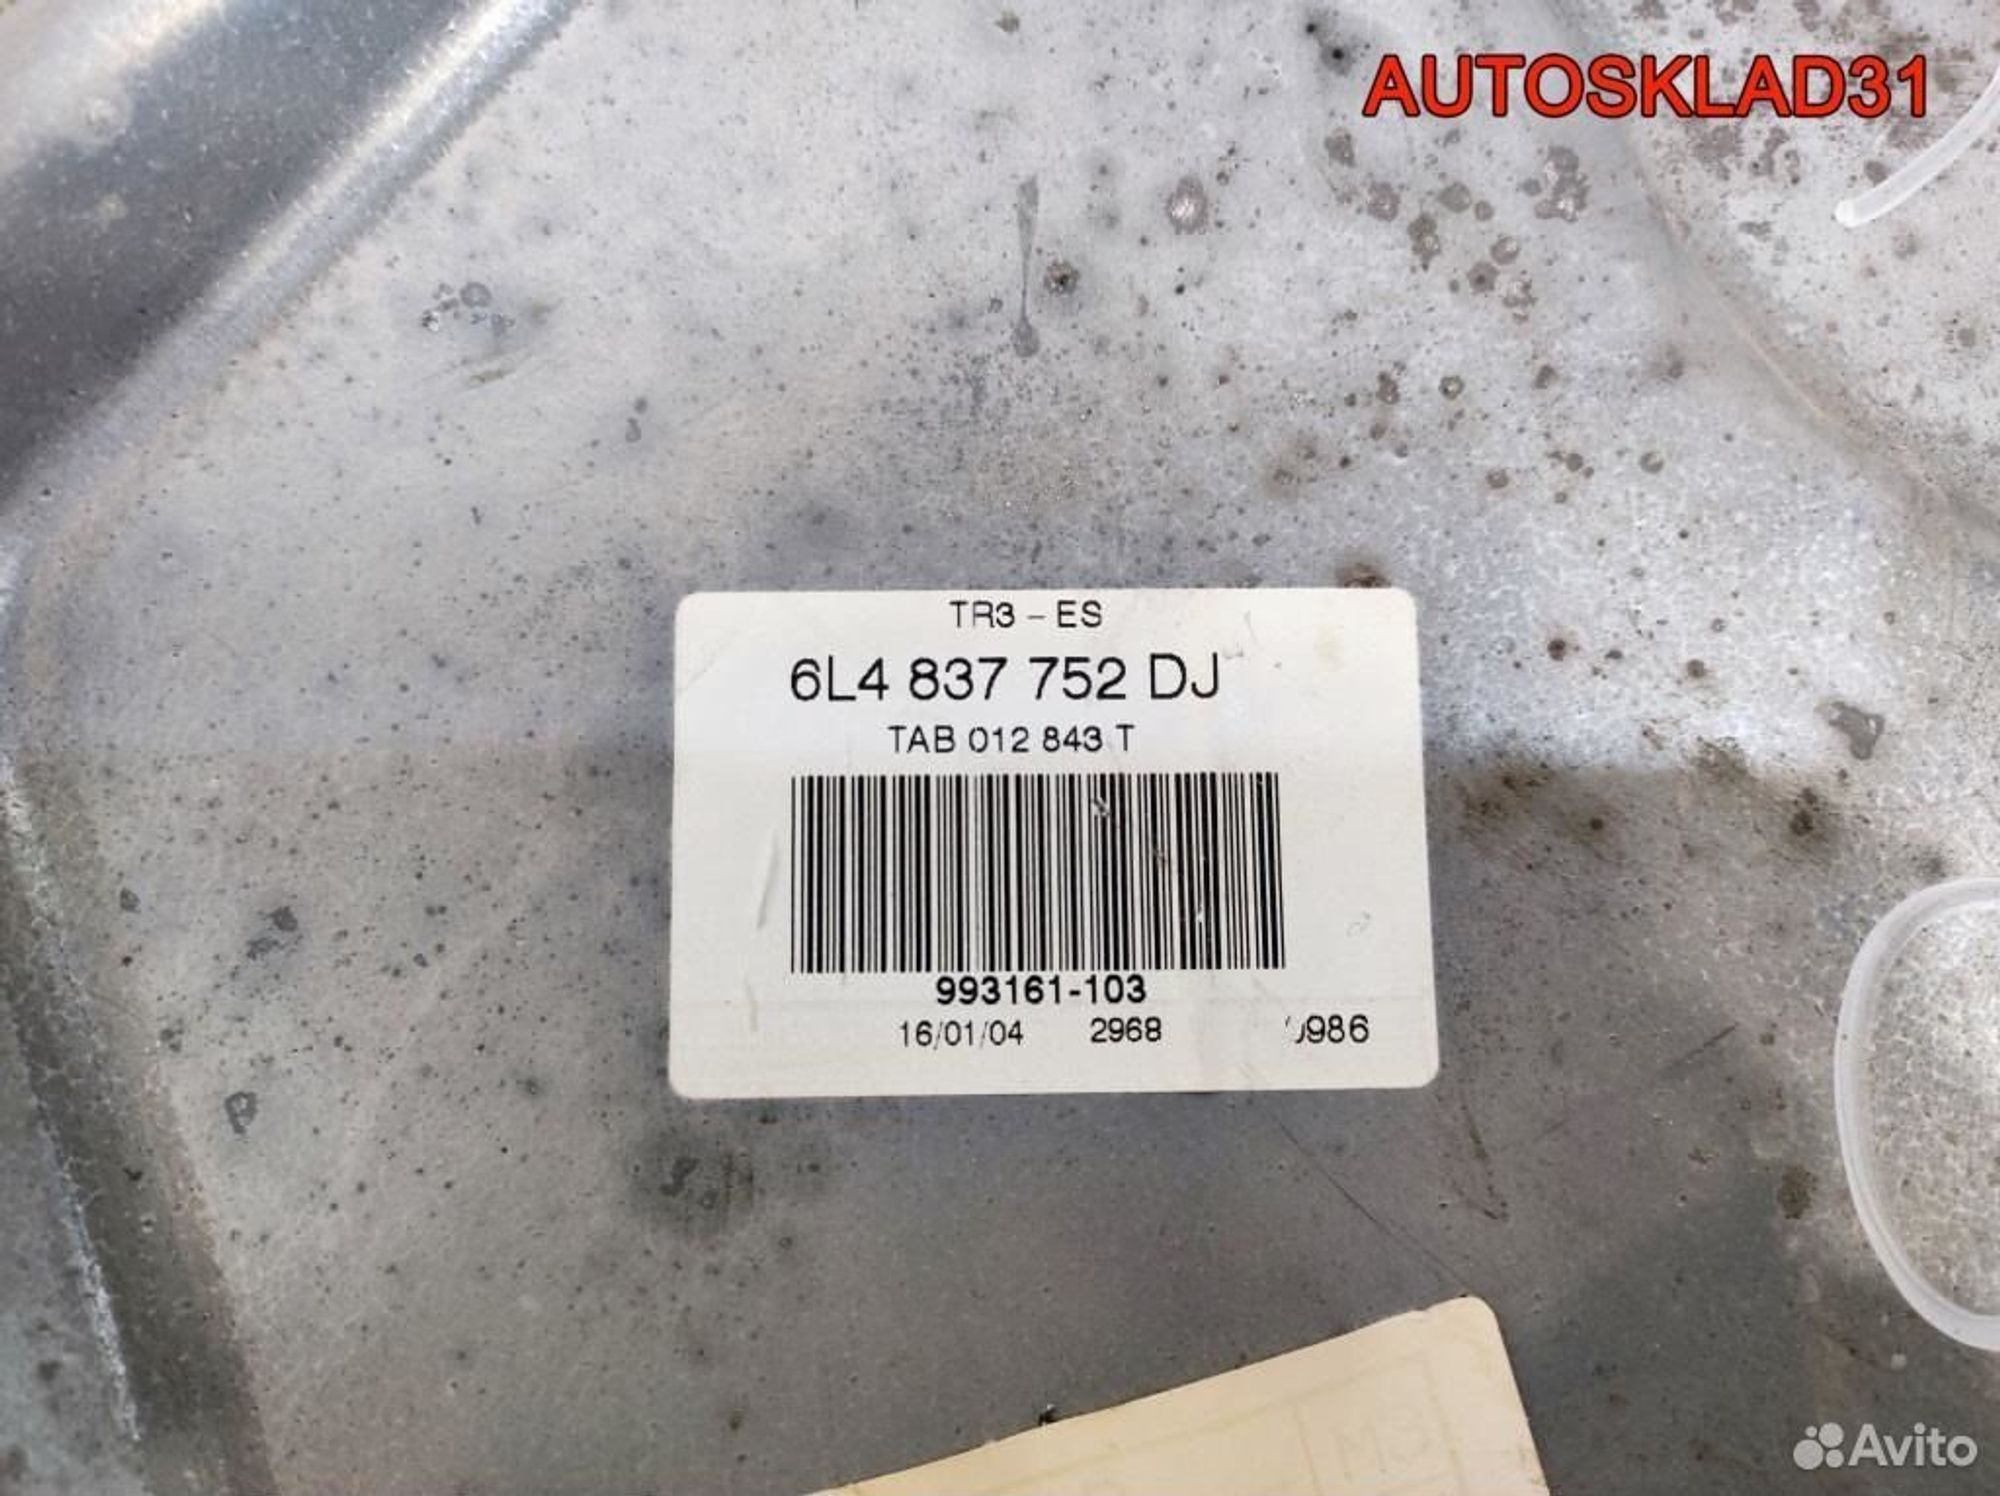 AUTOSKLAD31
TR3 - ES
6L4 837 752 DJ
TAB 012 843 T
993161-103
16/01/04 2968
Avito